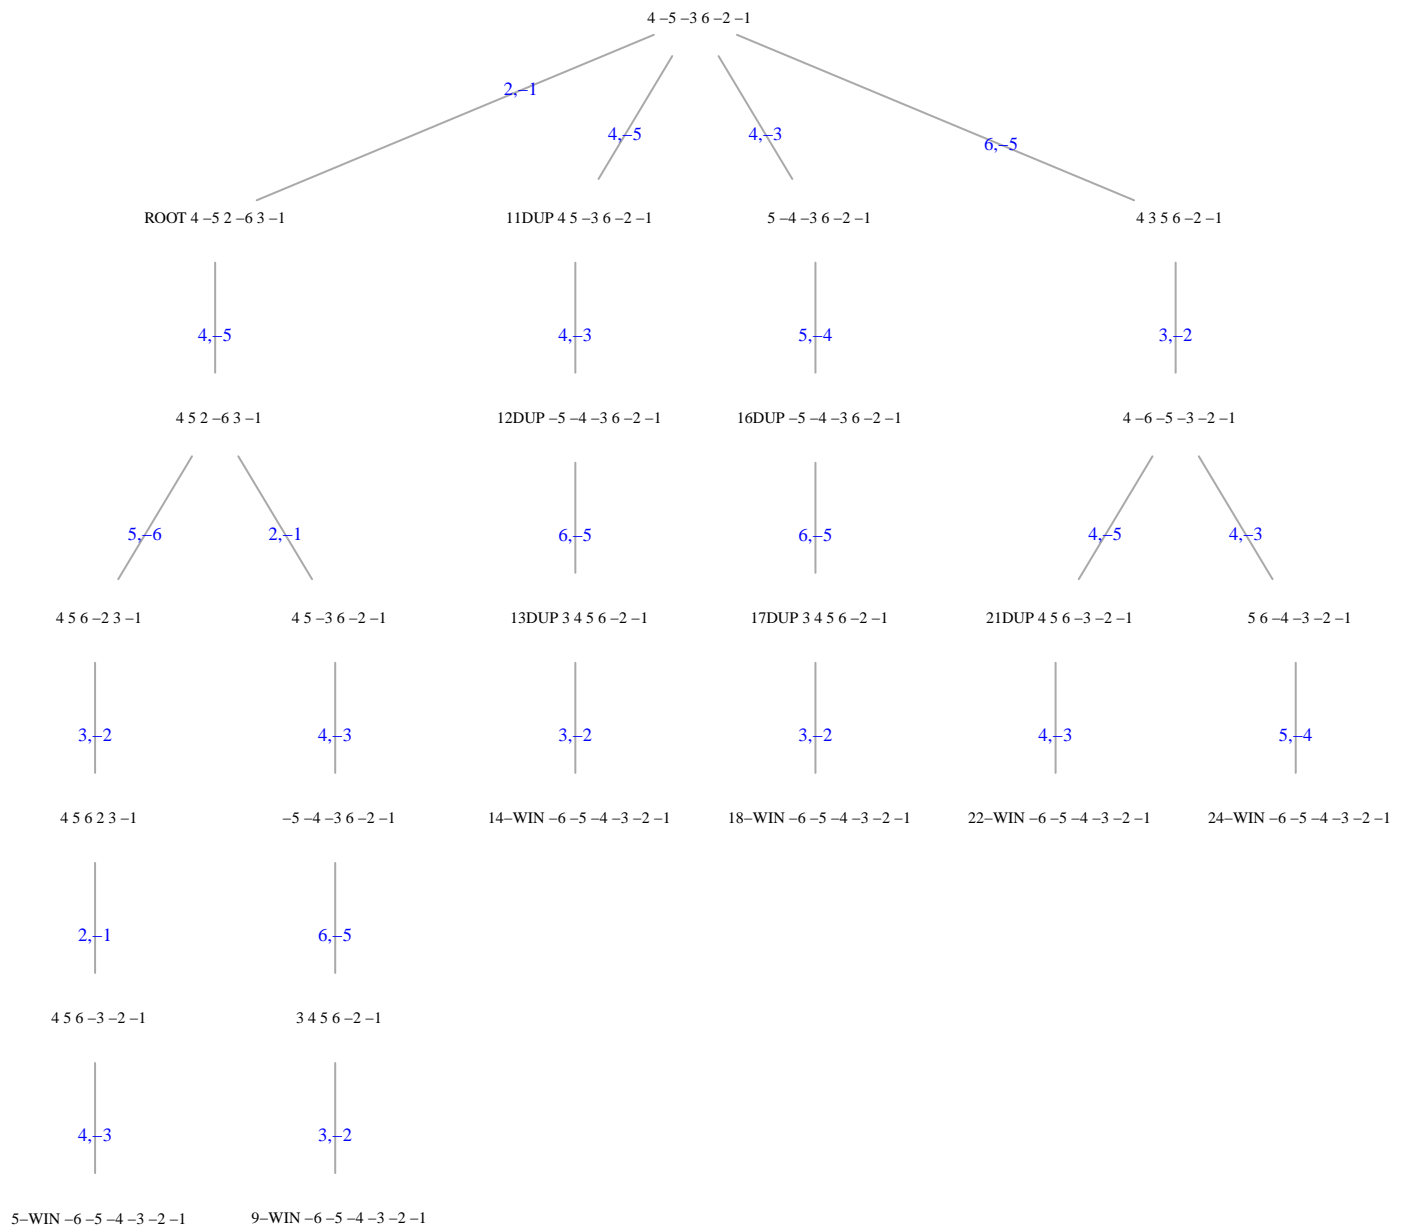 4 –5 –3 6 –2 –1
2,–1
4,–5
4,–3
6,–5
ROOT 4 –5 2 –6 3 –1
11DUP 4 5 –3 6 –2 –1
5 –4 –3 6 –2 –1
4 3 5 6 –2 –1
4,–5
4,–3
5,–4
3,–2
4 5 2 –6 3 –1
12DUP –5 –4 –3 6 –2 –1
16DUP –5 –4 –3 6 –2 –1
4 –6 –5 –3 –2 –1
5,–6
2,–1
6,–5
6,–5
4,–5
4,–3
4 5 6 –2 3 –1
4 5 –3 6 –2 –1
13DUP 3 4 5 6 –2 –1
17DUP 3 4 5 6 –2 –1
21DUP 4 5 6 –3 –2 –1
5 6 –4 –3 –2 –1
3,–2
4,–3
3,–2
3,–2
4,–3
5,–4
4 5 6 2 3 –1
–5 –4 –3 6 –2 –1
14–WIN –6 –5 –4 –3 –2 –1
18–WIN –6 –5 –4 –3 –2 –1
22–WIN –6 –5 –4 –3 –2 –1
24–WIN –6 –5 –4 –3 –2 –1
2,–1
6,–5
4 5 6 –3 –2 –1
3 4 5 6 –2 –1
4,–3
3,–2
5–WIN –6 –5 –4 –3 –2 –1
9–WIN –6 –5 –4 –3 –2 –1